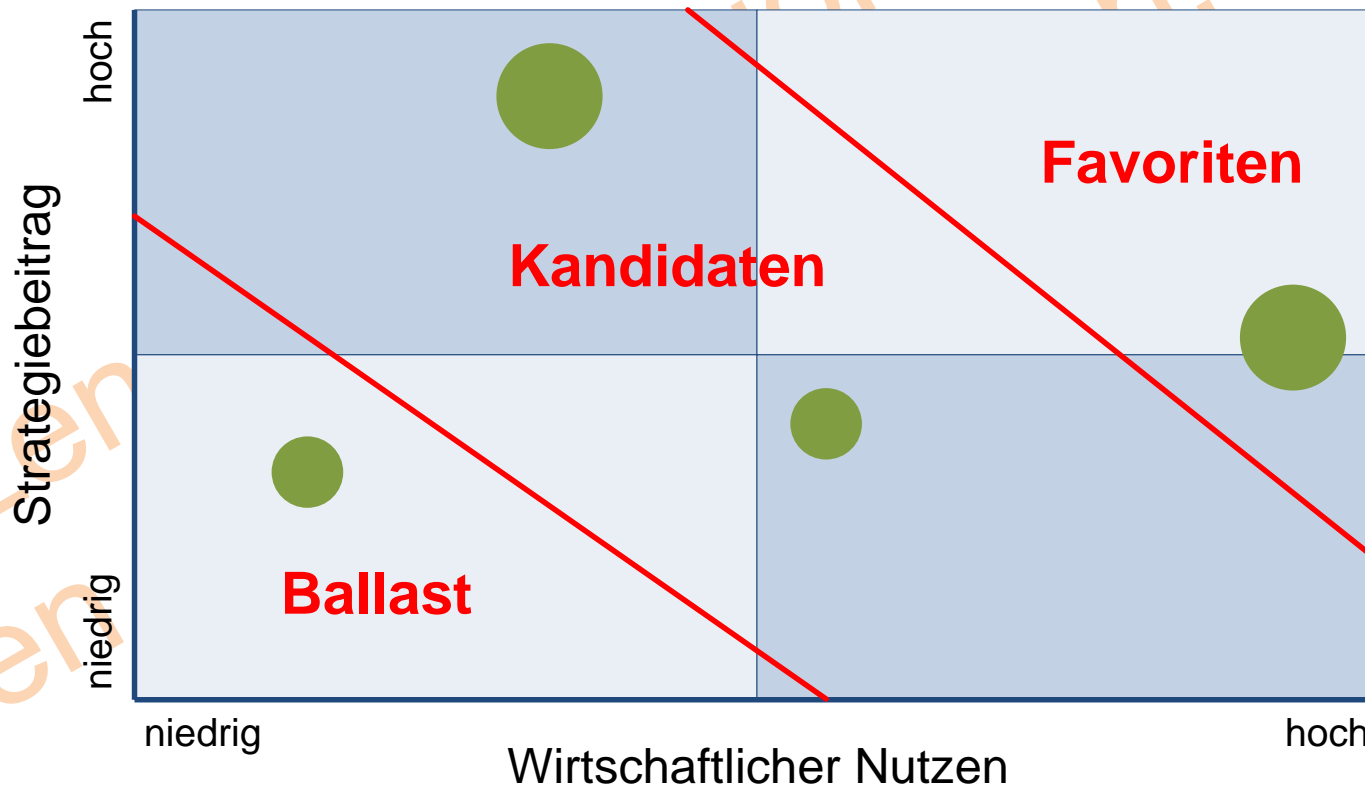 hoch
Favoriten
Kandidaten
Strategiebeitrag
Ballast
niedrig
niedrig
hoch
Wirtschaftlicher Nutzen